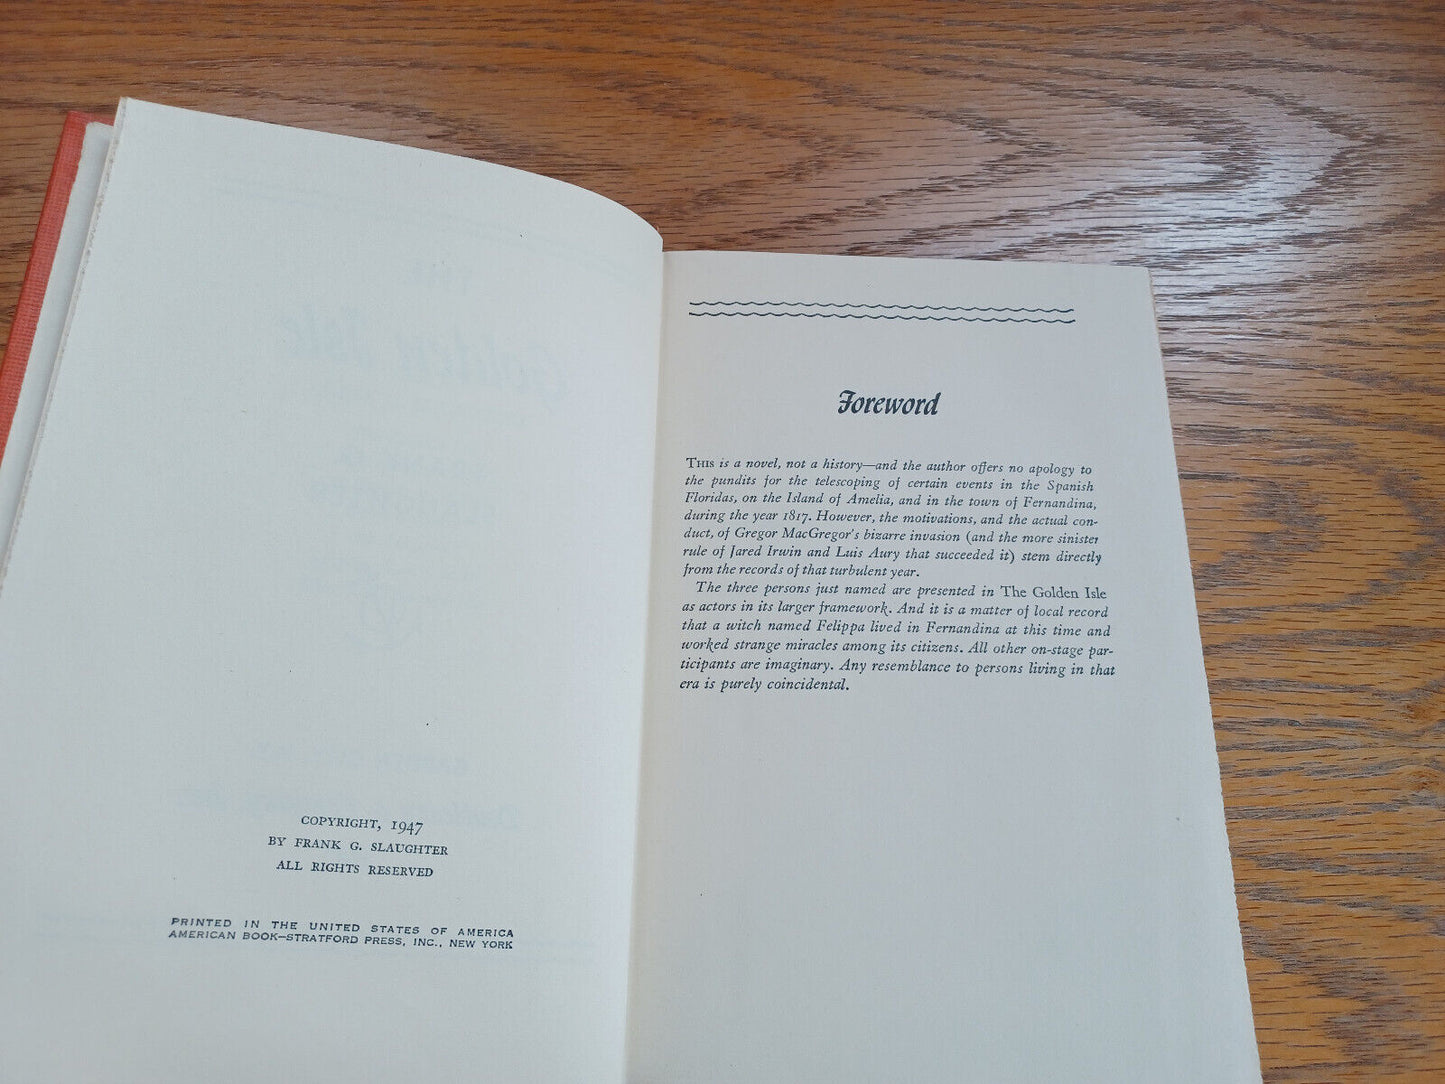 COPYRIGHT, 1947
BY FRANK G. SLAUGHTER
ALL RIGHTS RESERVED
PRINTED IN THE UNITED STATES OF AMERICA
AMERICAN BOOK—STRATFORD PRESS, INC., NEW YORK
Foreword
THIS is a novel, not a history—and the author offers no apology to
the pundits for the telescoping of certain events in the Spanish
Floridas, on the Island of Amelia, and in the town of Fernandina,
during the year 1817. However, the motivations, and the actual con-
duct, of Gregor MacGregor's bizarre invasion (and the more sinister
rule of Jared Irwin and Luis Aury that succeeded it) stem directly
from the records of that turbulent year.
The three persons just named are presented in The Golden Isle
as actors in its larger framework. And it is a matter of local record
that a witch named Felippa lived in Fernandina at this time and
worked strange miracles among its citizens. All other on-stage par-
ticipants are imaginary. Any resemblance to persons living in that
era is purely coincidental.